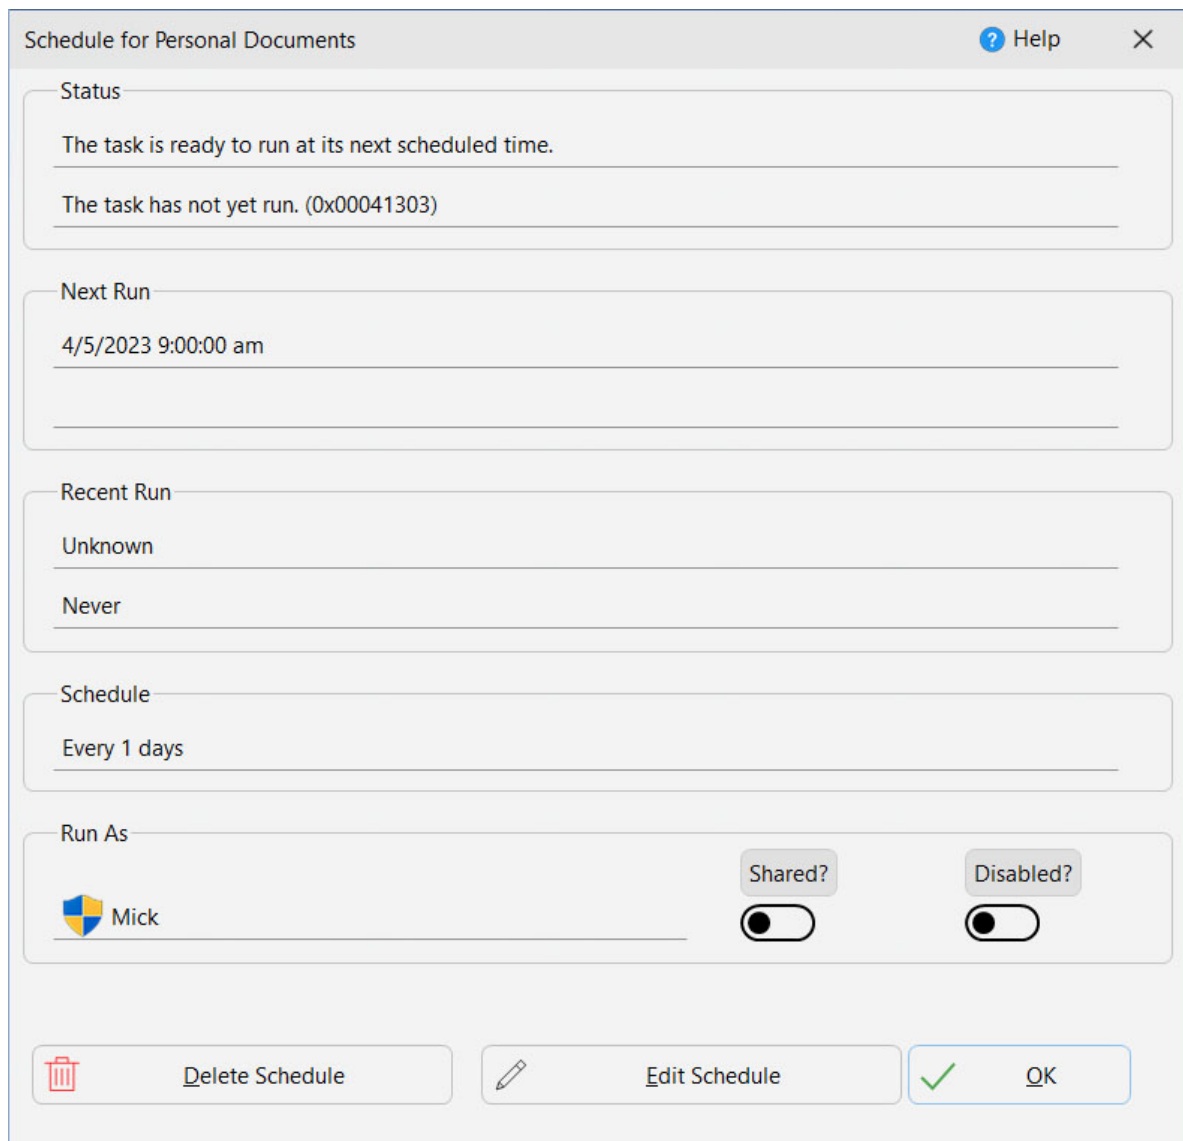 Schedule for Personal Documents
? Help
Status
The task is ready to run at its next scheduled time.
The task has not yet run. (0x00041303)
Next Run
4/5/2023 9:00:00 am
Recent Run
Unknown
Never
Schedule
Every 1 days
Run As
Shared? Disabled?
Mick
Delete Schedule Edit Schedule OK